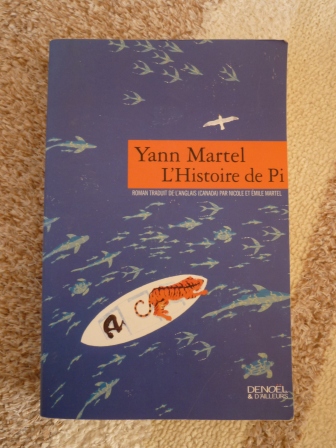 Yann Martel
L'Histoire de Pi
ROMAN TRADUIT DE L'ANGLAIS (CANADA) PAR NICOLE ET ÉMILE MARTEL
DENOËL
& D'AILLEURS